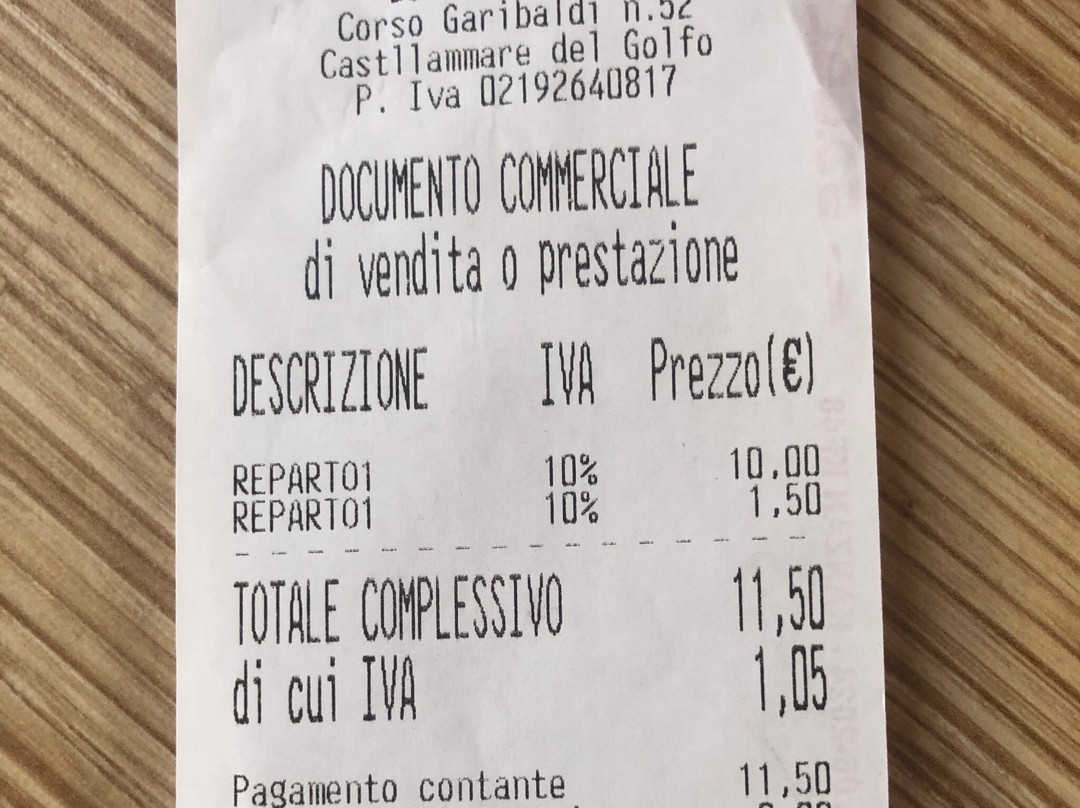 Corso Garibaldi n.52
Castllammare del Golfo
P. Iva 02192640817
DOCUMENTO COMMERCIALE
di vendita o prestazione
DESCRIZIONE IVA Prezzo(€)
REPARTO1 10% 10,00
REPARTO1 10% 1,50
TOTALE COMPLESSIVO 11,50
di cui IVA 1,05
Pagamento contante 11,50